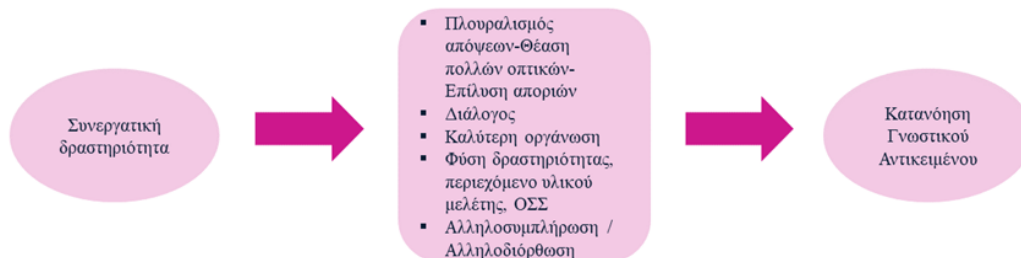 Συνεργατική
δραστηριότητα
▪ Πλουραλισμός
απόψεων-Θέαση
πολλών οπτικών-
Επίλυση αποριών
▪ Διάλογος
▪ Καλύτερη οργάνωση
▪ Φύση δραστηριότητας,
περιεχόμενο υλικού
μελέτης, ΟΣΣ
▪ Αλληλοσυμπλήρωση /
Αλληλοδιόρθωση
Κατανόηση
Γνωστικού
Αντικειμένου